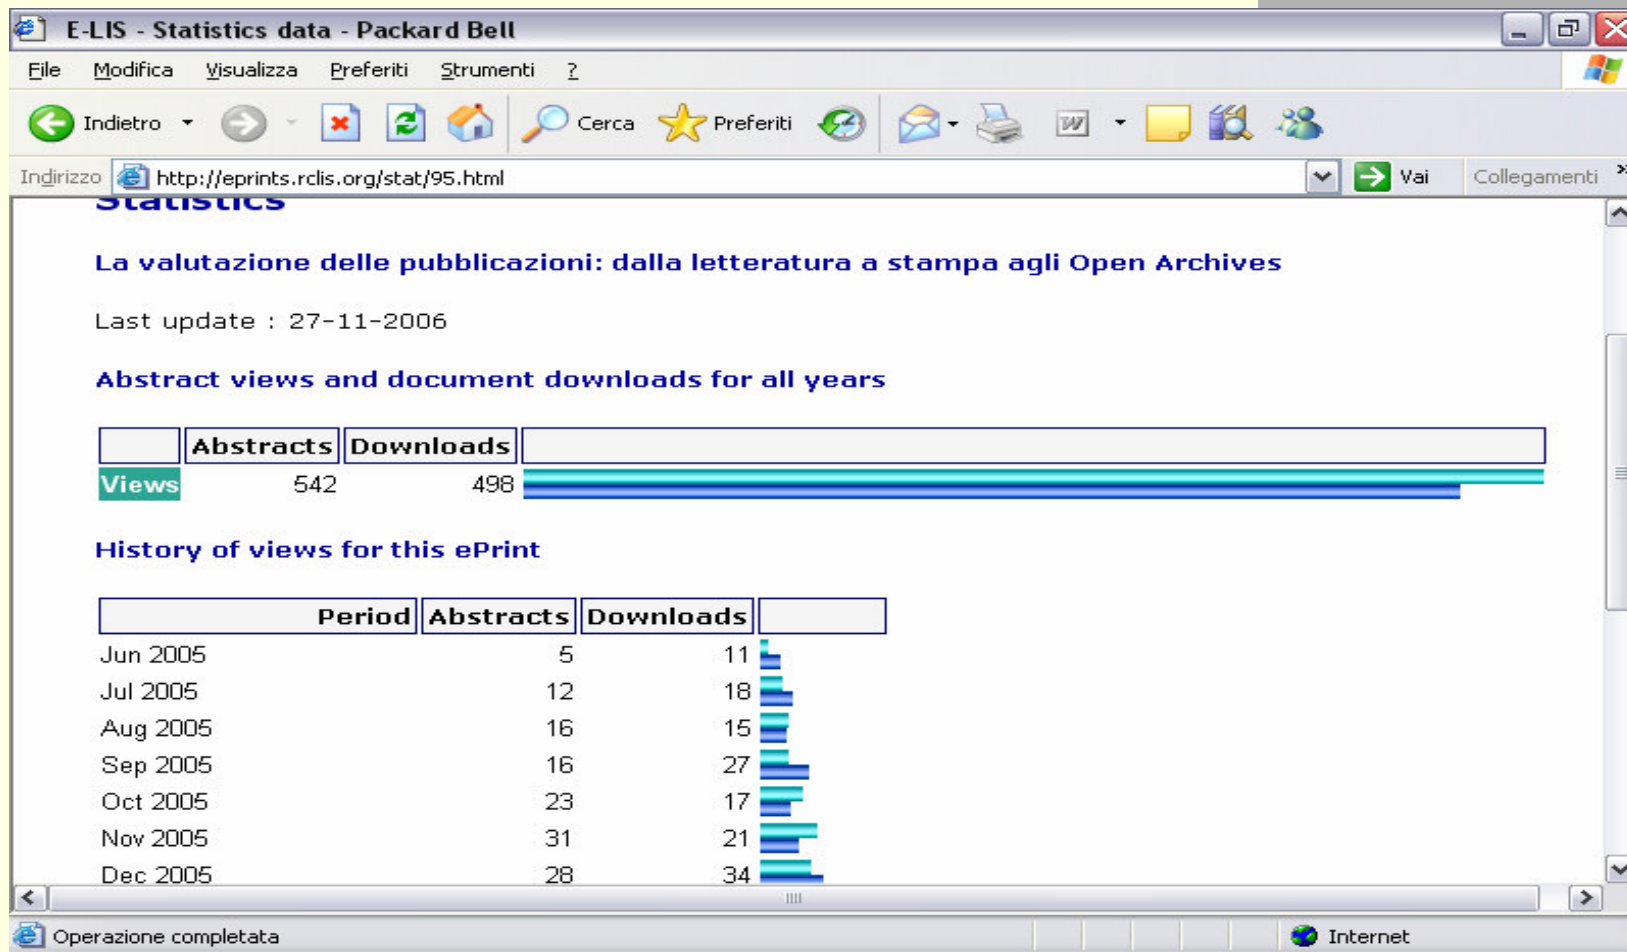 E-LIS - Statistics data - Packard Bell
File Modifica Visualizza Preferiti Strumenti ?
Indietro Cerca Preferiti W
Indirizzo http://eprints.rclis.org/stat/95.html Vai Collegamenti »
Statistics
La valutazione delle pubblicazioni: dalla letteratura a stampa agli Open Archives
Last update : 27-11-2006
Abstract views and document downloads for all years
Abstracts Downloads
Views 542 498
History of views for this ePrint
Period Abstracts Downloads
Jun 2005 5 11
Jul 2005 12 18
Aug 2005 16 15
Sep 2005 16 27
Oct 2005 23 17
Nov 2005 31 21
Dec 2005 28 34
Operazione completata Internet